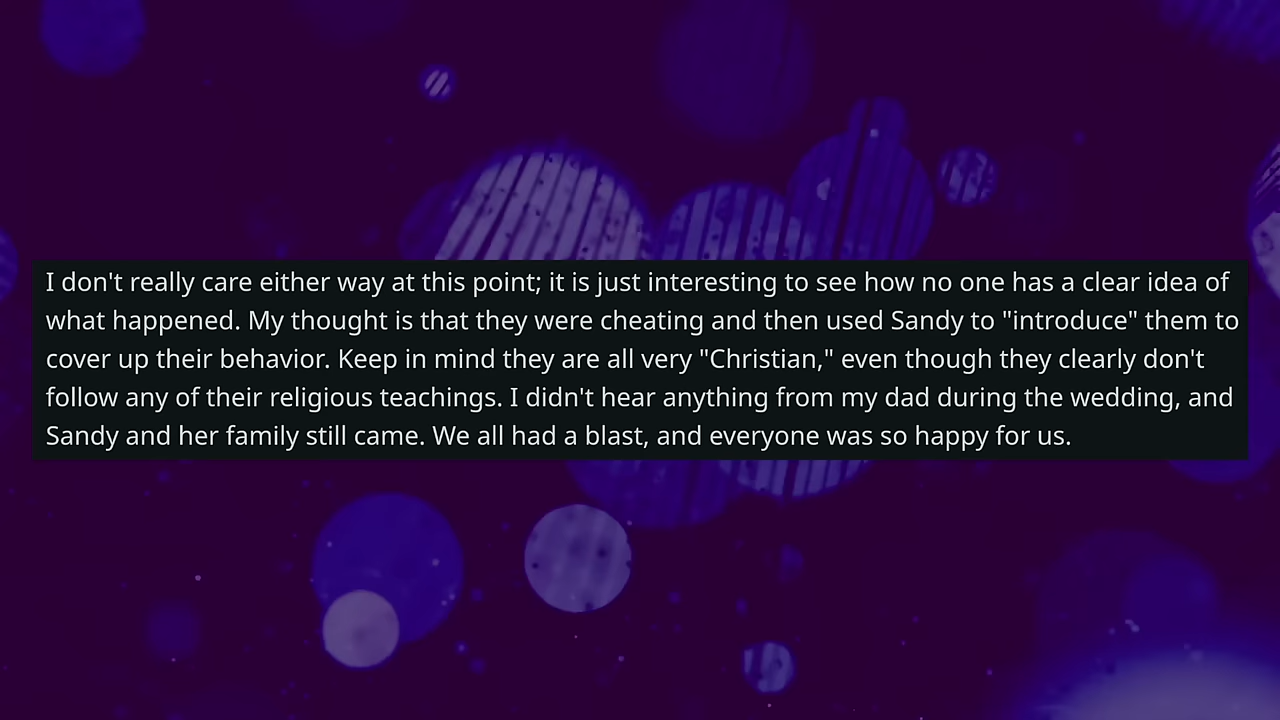 I don't really care either way at this point; it is just interesting to see how no one has a clear idea of
what happened. My thought is that they were cheating and then used Sandy to "introduce" them to
cover up their behavior. Keep in mind they are all very "Christian," even though they clearly don't
follow any of their religious teachings. I didn't hear anything from my dad during the wedding, and
Sandy and her family still came. We all had a blast, and everyone was so happy for us.